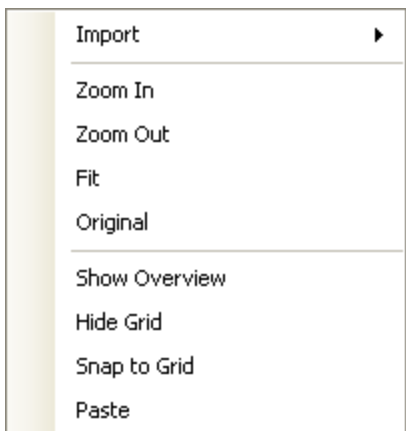 Import
Zoom In
Zoom Out
Fit
Original
Show Overview
Hide Grid
Snap to Grid
Paste